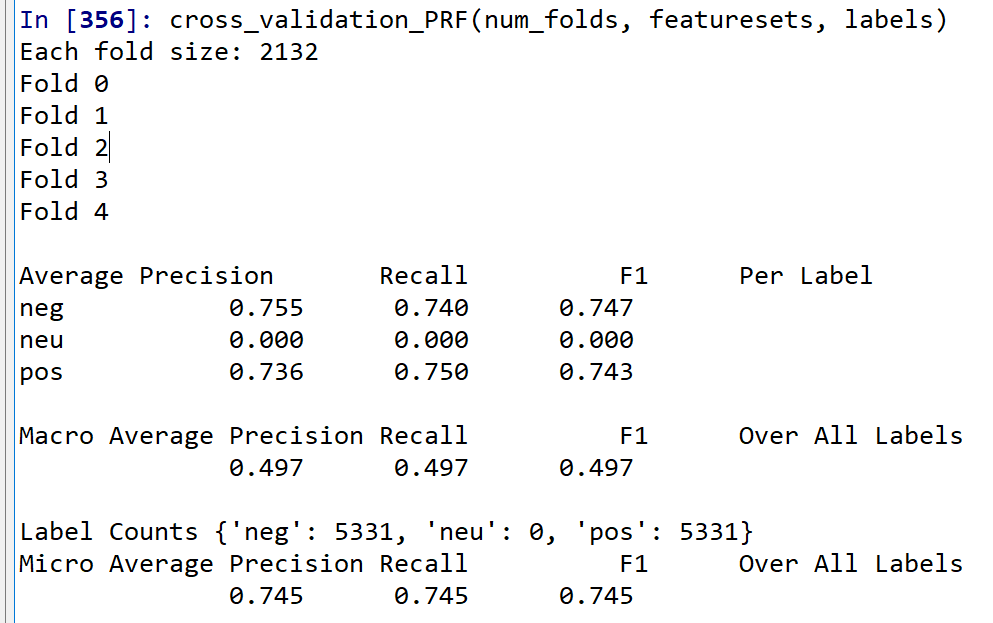 In [356]: cross_validation_PRF(num_folds, featuresets, labels)
Each fold size: 2132
Fold 0
Fold 1
Fold 2
Fold 3
Fold 4
Average Precision Recall F1 Per Label
neg 0.755 0.740 0.747
neu 0.000 0.000 0.000
pos 0.736 0.750 0.743
Macro Average Precision Recall F1 Over All Labels
0.497 0.497 0.497
Label Counts {'neg': 5331, 'neu': 0, 'pos': 5331}
Micro Average Precision Recall F1 Over All Labels
0.745 0.745 0.745